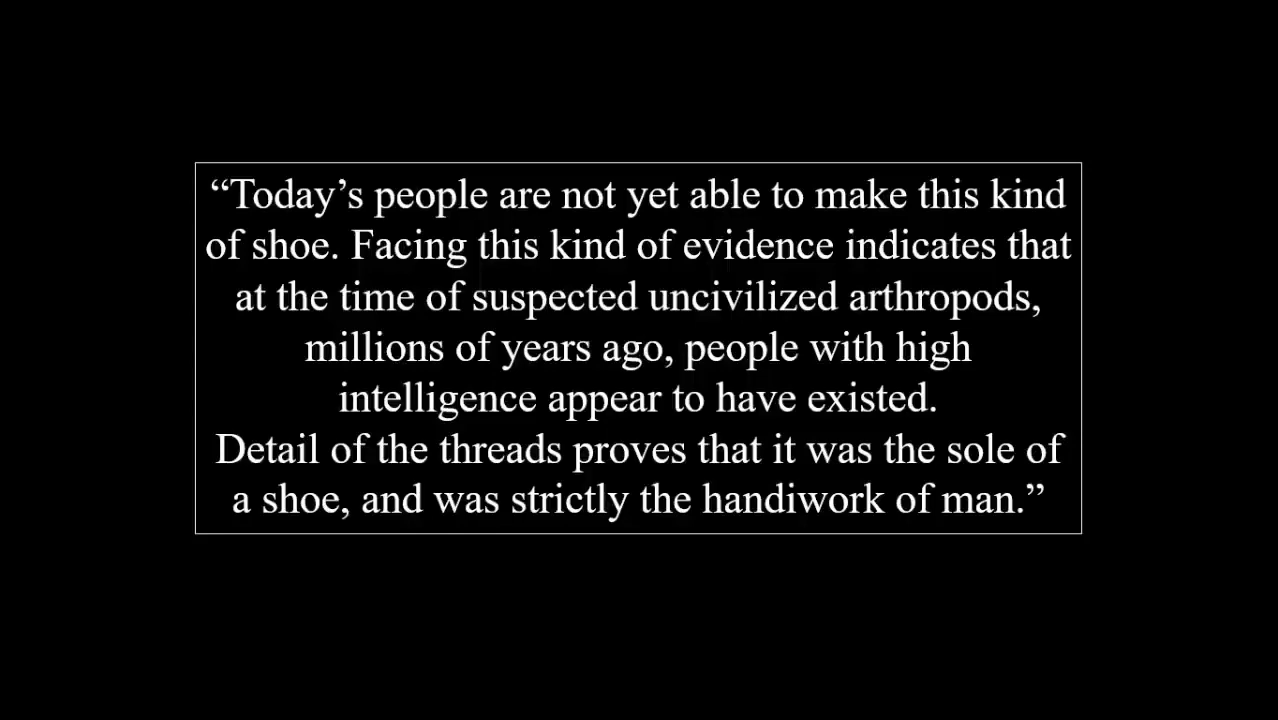 “Today’s people are not yet able to make this kind
of shoe. Facing this kind of evidence indicates that
at the time of suspected uncivilized arthropods,
millions of years ago, people with high
intelligence appear to have existed.
Detail of the threads proves that it was the sole of
a shoe, and was strictly the handiwork of man.”